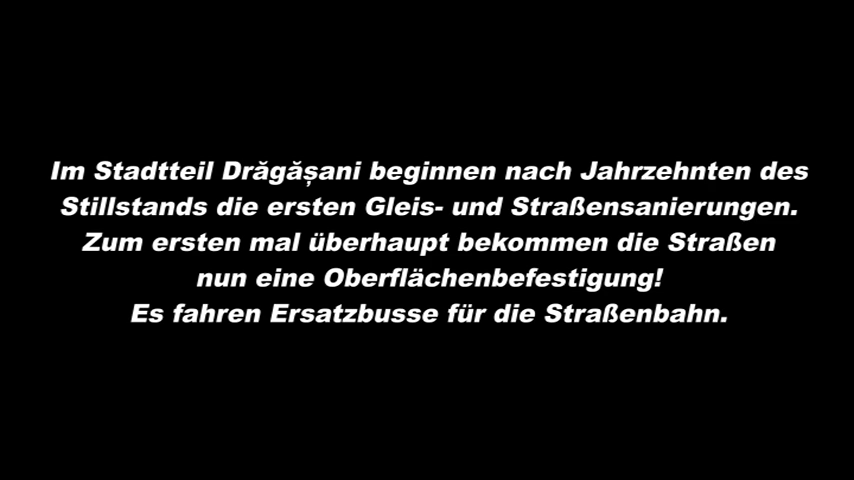 Im Stadtteil Drăgășani beginnen nach Jahrzehnten des
Stillstands die ersten Gleis- und Straßensanierungen.
Zum ersten mal überhaupt bekommen die Straßen
nun eine Oberflächenbefestigung!
Es fahren Ersatzbusse für die Straßenbahn.